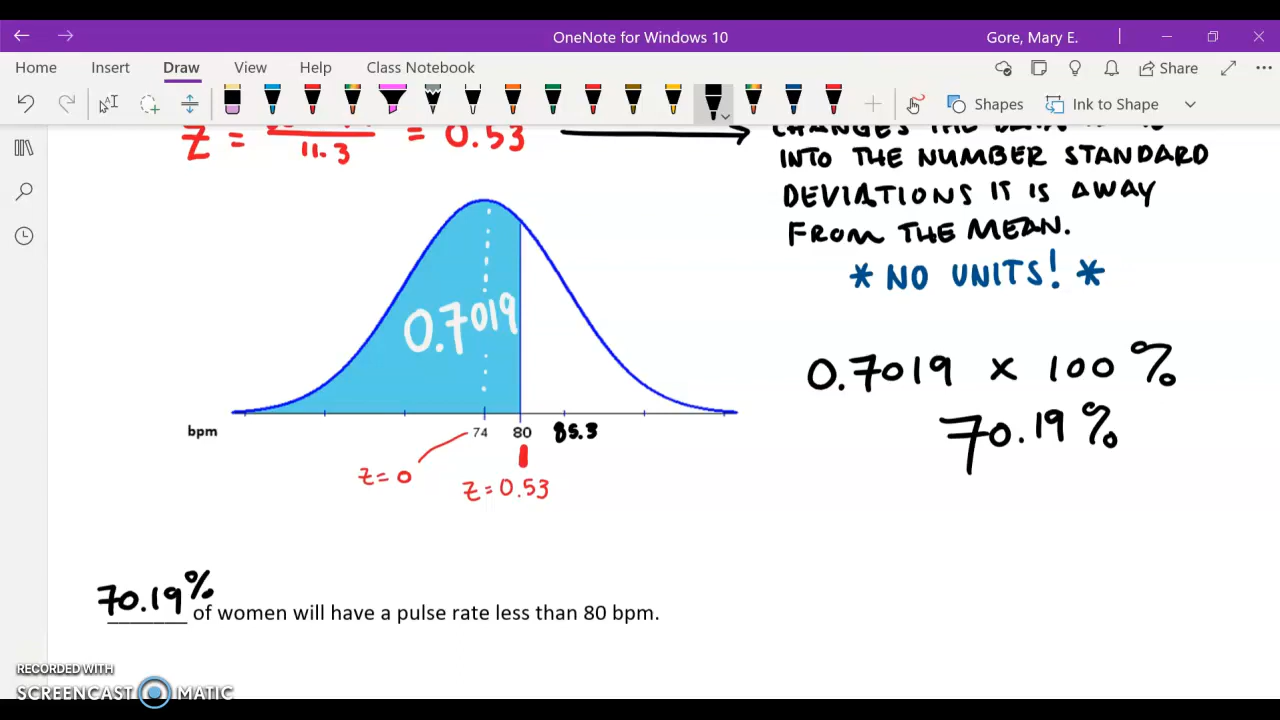 OneNote for Windows 10
Gore, Mary E.
Home Insert Draw View Help Class Notebook
Share
Shapes Ink to Shape
Z = = 0.53
11.3
INTO THE NUMBER STANDARD
DEVIATIONS IT IS AWAY
FROM THE MEAN.
* NO UNITS! *
0.7019
0.7019 x 100%
70.19%
bpm 74 80 85.3
Z=0
Z=0.53
70.19%
_______ of women will have a pulse rate less than 80 bpm.
RECORDED WITH
SCREENCAST MATIC